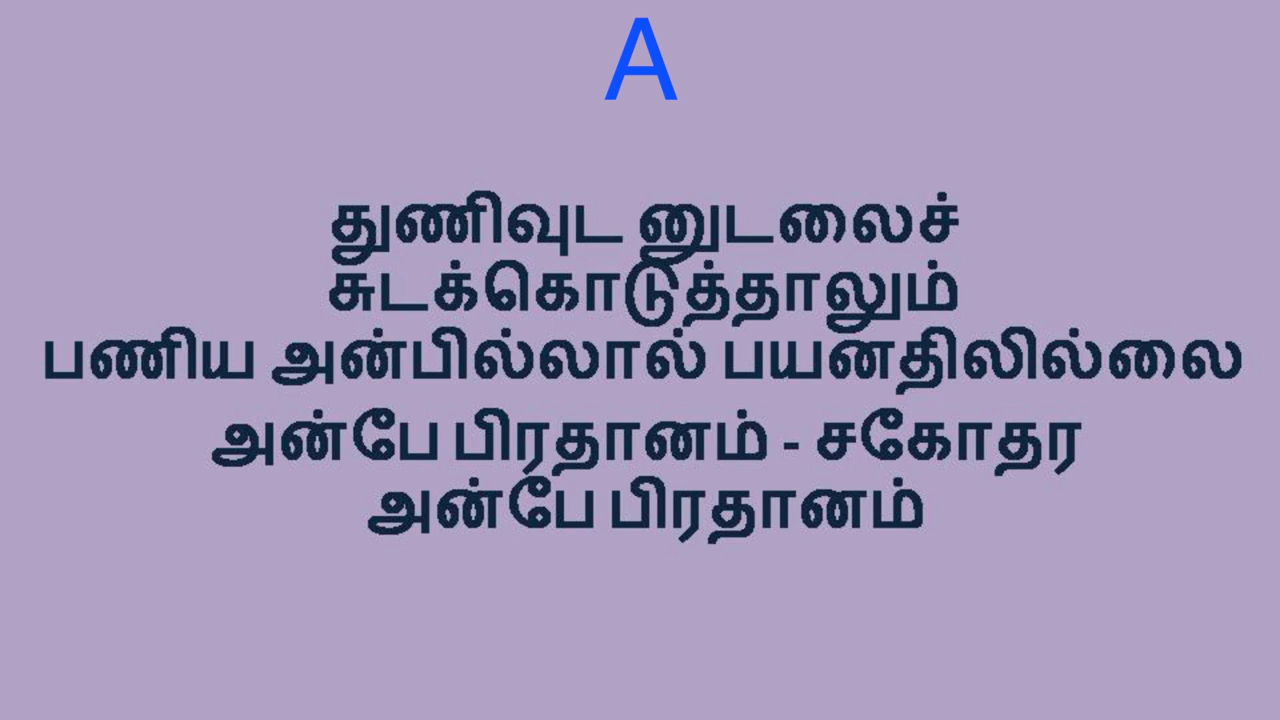 A
துணிவுட னுடலைச்
சுடக்கொடுத்தாலும்
பணிய அன்பில்லால் பயனதிலில்லை
அன்பே பிரதானம் - சகோதர
அன்பே பிரதானம்